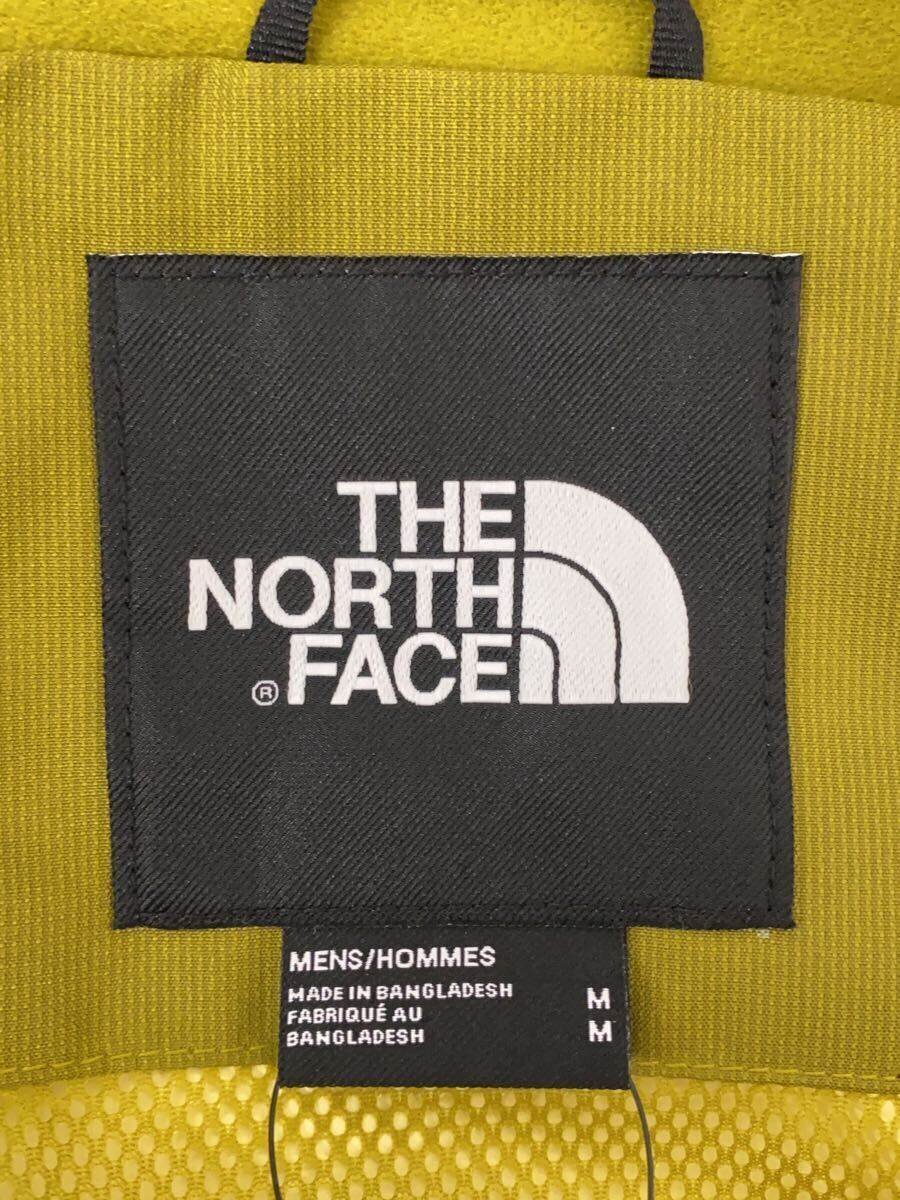 THE
NORTH
FACE
®
MENS/HOMMES
MADE IN BANGLADESH M
FABRIQUÉ AU
BANGLADESH M